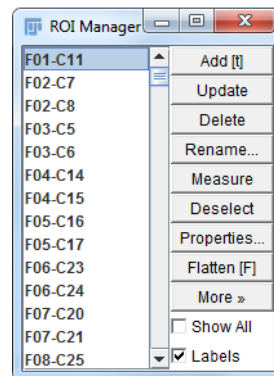 ROI Manager
F01-C11
F02-C7
F02-C8
F03-C5
F03-C6
F04-C14
F04-C15
F05-C16
F05-C17
F06-C23
F06-C24
F07-C20
F07-C21
F08-C25
Add [t]
Update
Delete
Rename...
Measure
Deselect
Properties...
Flatten [F]
More »
Show All
Labels